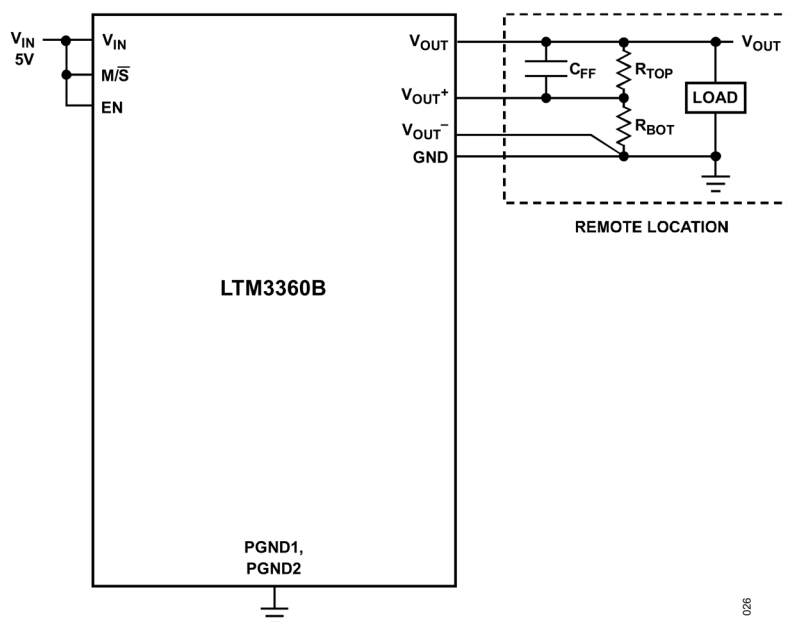 VIN
5V
VIN
M/S̅
EN
VOUT
VOUT+
VOUT−
GND
CFF
RTOP
RBOT
LOAD
VOUT
REMOTE LOCATION
LTM3360B
PGND1,
PGND2
026